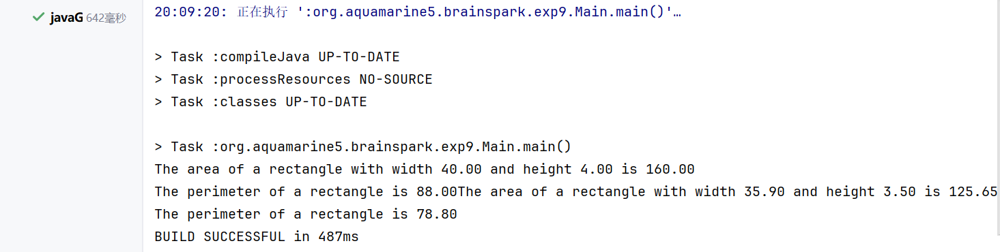 javaG 642毫秒
20:09:20: 正在执行 ':org.aquamarine5.brainspark.exp9.Main.main()'…
> Task :compileJava UP-TO-DATE
> Task :processResources NO-SOURCE
> Task :classes UP-TO-DATE
> Task :org.aquamarine5.brainspark.exp9.Main.main()
The area of a rectangle with width 40.00 and height 4.00 is 160.00
The perimeter of a rectangle is 88.00The area of a rectangle with width 35.90 and height 3.50 is 125.65
The perimeter of a rectangle is 78.80
BUILD SUCCESSFUL in 487ms